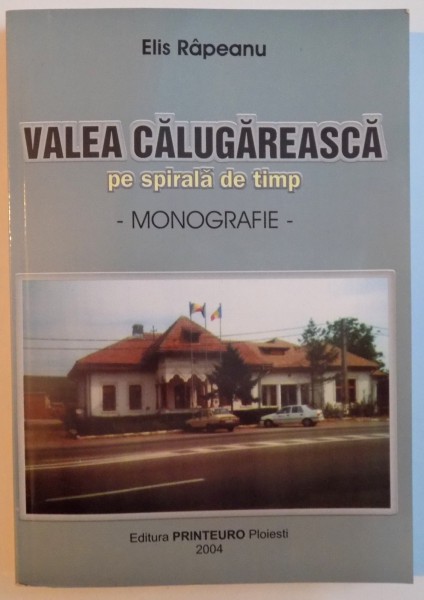 Elis Râpeanu
VALEA CĂLUGĂREASCĂ
pe spirală de timp
- MONOGRAFIE -
Editura PRINTEURO Ploiesti
2004